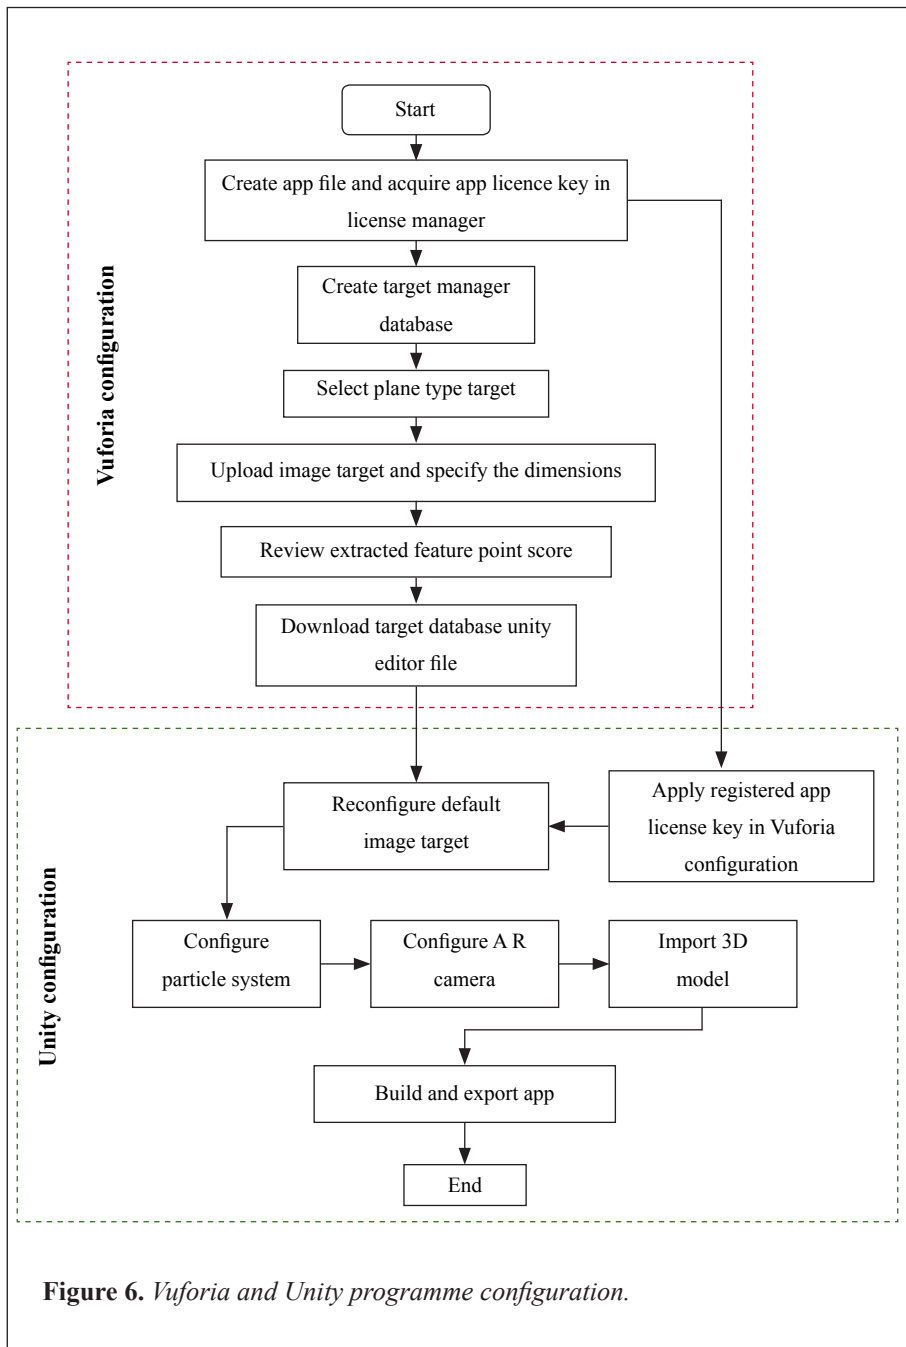 Start
Create app file and acquire app licence key in
license manager
Create target manager
database
Select plane type target
Upload image target and specify the dimensions
Review extracted feature point score
Download target database unity
editor file
Vuforia configuration
Reconfigure default
image target
Apply registered app
license key in Vuforia
configuration
Configure
particle system
Configure A R
camera
Import 3D
model
Build and export app
End
Unity configuration
Figure 6. Vuforia and Unity programme configuration.